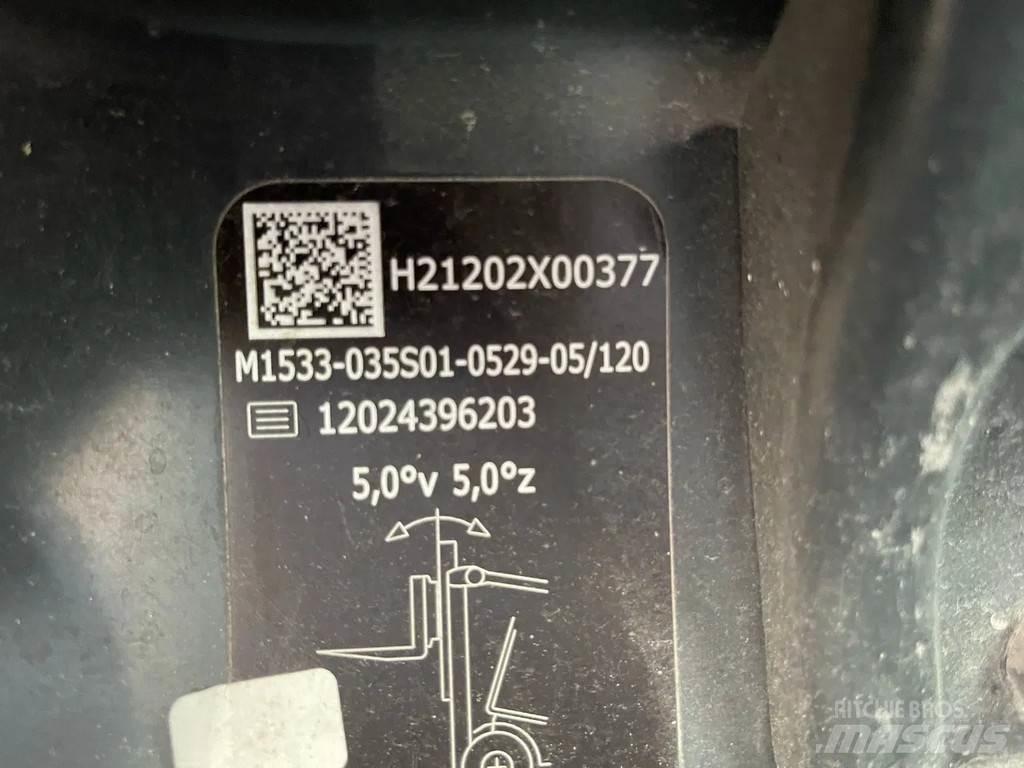 H21202X00377
M1533-035S01-0529-05/120
12024396203
5,0°v 5,0°z
RITCHIE BROS.
MASCUS